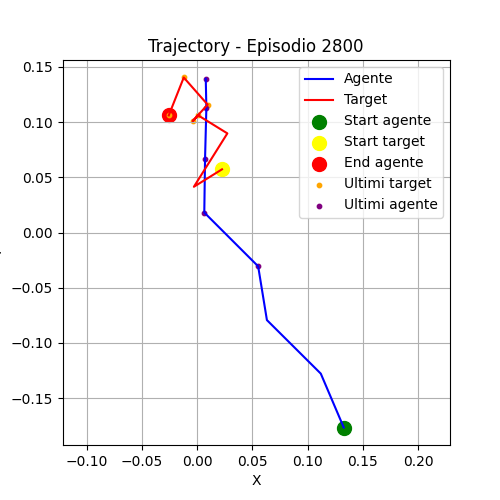 Trajectory - Episodio 2800
Agente
Target
Start agente
Start target
End agente
Ultimi target
Ultimi agente
0.15
0.10
0.05
0.00
−0.05
−0.10
−0.15
−0.10
−0.05
0.00
0.05
0.10
0.15
0.20
X